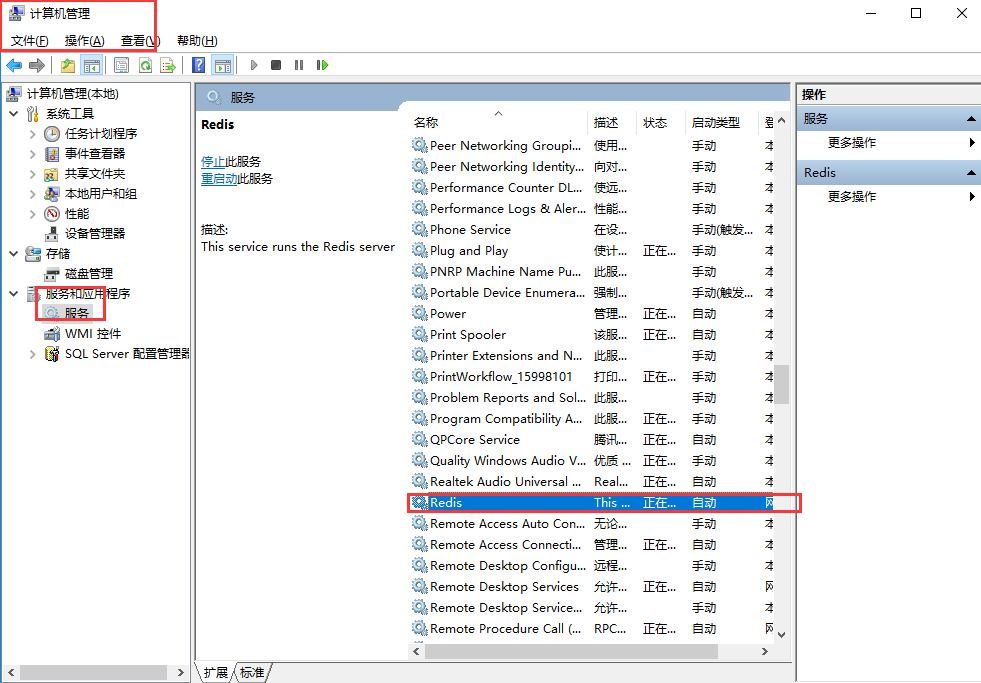 计算机管理
文件(F) 操作(A) 查看(V) 帮助(H)
计算机管理(本地)
系统工具
任务计划程序
事件查看器
共享文件夹
本地用户和组
性能
设备管理器
存储
磁盘管理
服务和应用程序
服务
WMI 控件
SQL Server 配置管理器
服务
Redis
停止此服务
重启动此服务
描述:
This service runs the Redis server
名称 描述 状态 启动类型 登
Peer Networking Groupi... 使用... 手动 本
Peer Networking Identity... 向对... 手动 本
Performance Counter DL... 使远... 手动 本
Performance Logs & Aler... 性能... 手动 本
Phone Service 在设... 手动(触发... 本
Plug and Play 使计... 正在... 手动 本
PNRP Machine Name Pu... 此服... 手动 本
Portable Device Enumera... 强制... 手动(触发... 本
Power 管理... 正在... 自动 本
Print Spooler 该服... 正在... 自动 本
Printer Extensions and N... 此服... 手动 本
PrintWorkflow_15998101 打印... 正在... 手动 本
Problem Reports and Sol... 此服... 手动 本
Program Compatibility A... 此服... 正在... 手动 本
QPCore Service 腾讯... 正在... 自动 本
Quality Windows Audio V... 优质 ... 正在... 手动 本
Realtek Audio Universal ... Real... 正在... 自动 本
Redis This ... 正在... 自动 网
Remote Access Auto Con... 无论... 手动 本
Remote Access Connecti... 管理... 正在... 自动 本
Remote Desktop Configu... 远程... 手动 本
Remote Desktop Services 允许... 正在... 自动 网
Remote Desktop Service... 允许... 手动 本
Remote Procedure Call (... RPC... 正在... 自动 网
扩展 标准
操作
服务
更多操作
Redis
更多操作